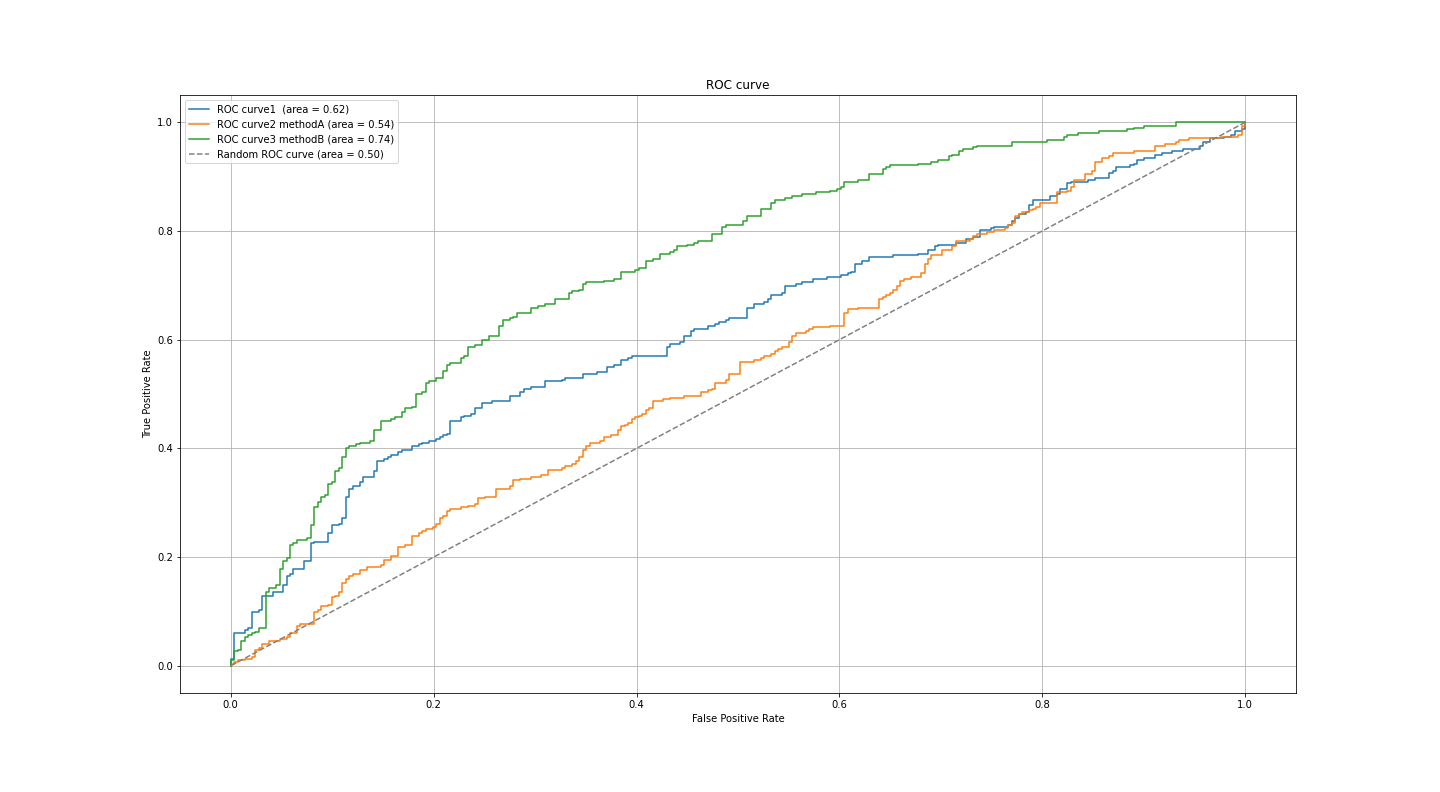 ROC curve
ROC curve1  (area = 0.62)
ROC curve2 methodA (area = 0.54)
ROC curve3 methodB (area = 0.74)
Random ROC curve (area = 0.50)
1.0
0.8
0.6
0.4
0.2
0.0
True Positive Rate
0.0 0.2 0.4 0.6 0.8 1.0
False Positive Rate